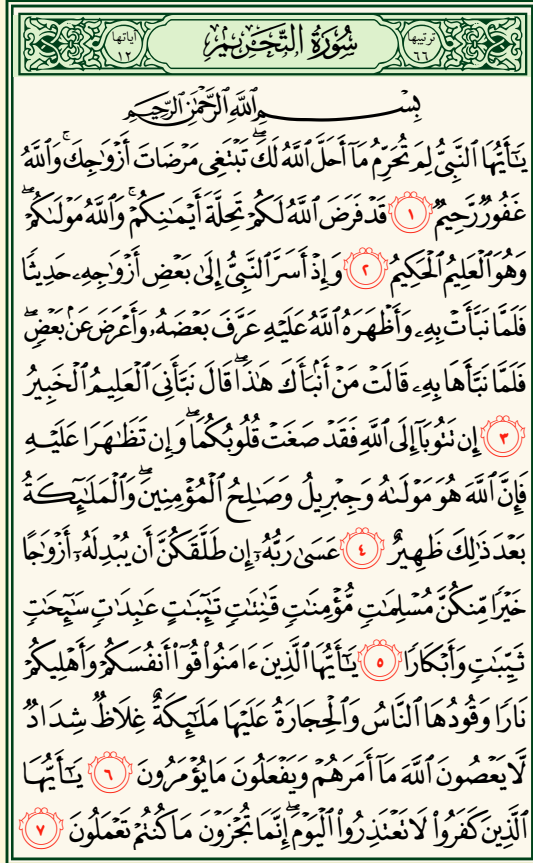 ترتيبها ٦٦ سُورَةُ التَّحْرِيمِ آياتها ١٢
بِسْمِ ٱللَّهِ ٱلرَّحْمَٰنِ ٱلرَّحِيمِ
يَـٰٓأَيُّهَا ٱلنَّبِىُّ لِمَ تُحَرِّمُ مَآ أَحَلَّ ٱللَّهُ لَكَ ۖ تَبْتَغِى مَرْضَاتَ أَزْوَٰجِكَ ۚ وَٱللَّهُ
غَفُورٌ رَّحِيمٌ ١ قَدْ فَرَضَ ٱللَّهُ لَكُمْ تَحِلَّةَ أَيْمَـٰنِكُمْ ۚ وَٱللَّهُ مَوْلَىٰكُمْ ۖ
وَهُوَ ٱلْعَلِيمُ ٱلْحَكِيمُ ٢ وَإِذْ أَسَرَّ ٱلنَّبِىُّ إِلَىٰ بَعْضِ أَزْوَٰجِهِۦ حَدِيثًا
فَلَمَّا نَبَّأَتْ بِهِۦ وَأَظْهَرَهُ ٱللَّهُ عَلَيْهِ عَرَّفَ بَعْضَهُۥ وَأَعْرَضَ عَنۢ بَعْضٍ ۖ
فَلَمَّا نَبَّأَهَا بِهِۦ قَالَتْ مَنْ أَنۢبَأَكَ هَـٰذَا ۖ قَالَ نَبَّأَنِىَ ٱلْعَلِيمُ ٱلْخَبِيرُ
٣ إِن تَتُوبَآ إِلَى ٱللَّهِ فَقَدْ صَغَتْ قُلُوبُكُمَا ۖ وَإِن تَظَـٰهَرَا عَلَيْهِ
فَإِنَّ ٱللَّهَ هُوَ مَوْلَىٰهُ وَجِبْرِيلُ وَصَـٰلِحُ ٱلْمُؤْمِنِينَ ۖ وَٱلْمَلَـٰٓئِكَةُ
بَعْدَ ذَٰلِكَ ظَهِيرٌ ٤ عَسَىٰ رَبُّهُۥٓ إِن طَلَّقَكُنَّ أَن يُبْدِلَهُۥٓ أَزْوَٰجًا
خَيْرًا مِّنكُنَّ مُسْلِمَـٰتٍ مُّؤْمِنَـٰتٍ قَـٰنِتَـٰتٍ تَـٰٓئِبَـٰتٍ عَـٰبِدَٰتٍ سَـٰٓئِحَـٰتٍ
ثَيِّبَـٰتٍ وَأَبْكَارًا ٥ يَـٰٓأَيُّهَا ٱلَّذِينَ ءَامَنُوا۟ قُوٓا۟ أَنفُسَكُمْ وَأَهْلِيكُمْ
نَارًا وَقُودُهَا ٱلنَّاسُ وَٱلْحِجَارَةُ عَلَيْهَا مَلَـٰٓئِكَةٌ غِلَاظٌ شِدَادٌ
لَّا يَعْصُونَ ٱللَّهَ مَآ أَمَرَهُمْ وَيَفْعَلُونَ مَا يُؤْمَرُونَ ٦ يَـٰٓأَيُّهَا
ٱلَّذِينَ كَفَرُوا۟ لَا تَعْتَذِرُوا۟ ٱلْيَوْمَ ۖ إِنَّمَا تُجْزَوْنَ مَا كُنتُمْ تَعْمَلُونَ ٧